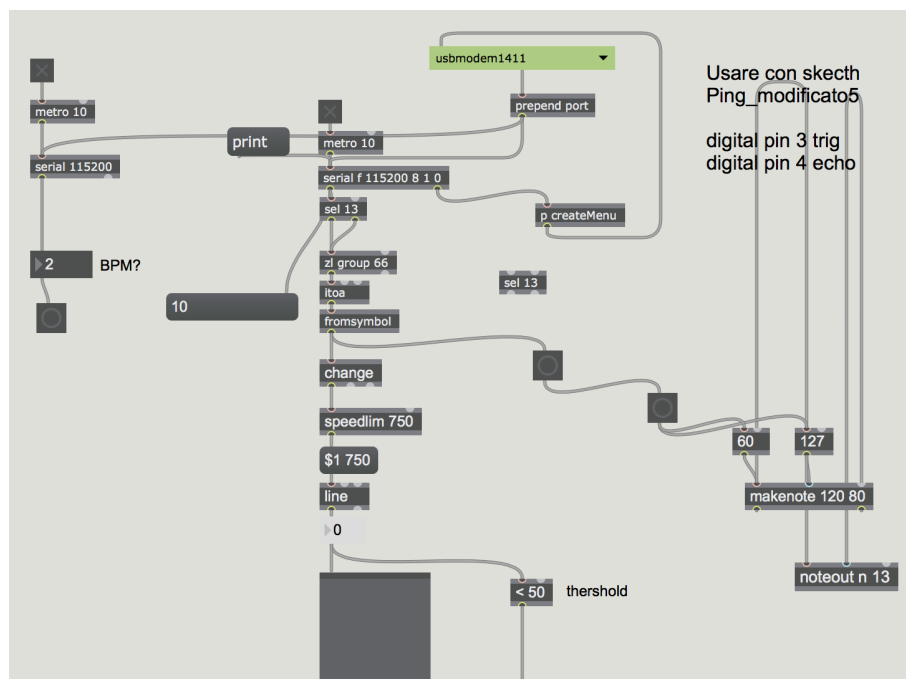 usbmodem1411
Usare con skecth
Ping_modificato5
digital pin 3 trig
digital pin 4 echo
prepend port
metro 10
print
metro 10
serial 115200
serial f 115200 8 1 0
sel 13
p createMenu
2
BPM?
zl group 66
sel 13
itoa
10
fromsymbol
change
speedlim 750
60
127
$1 750
line
makenote 120 80
0
noteout n 13
< 50
thershold